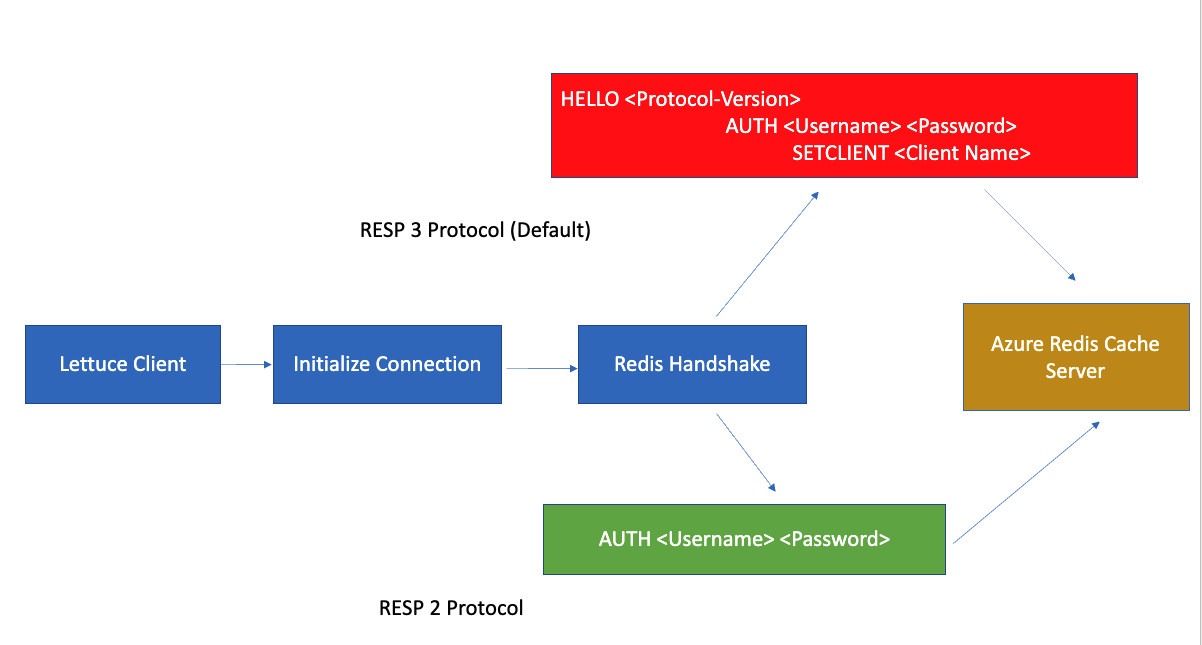 HELLO <Protocol-Version>
AUTH <Username> <Password>
SETCLIENT <Client Name>
RESP 3 Protocol (Default)
Lettuce Client
Initialize Connection
Redis Handshake
Azure Redis Cache
Server
AUTH <Username> <Password>
RESP 2 Protocol